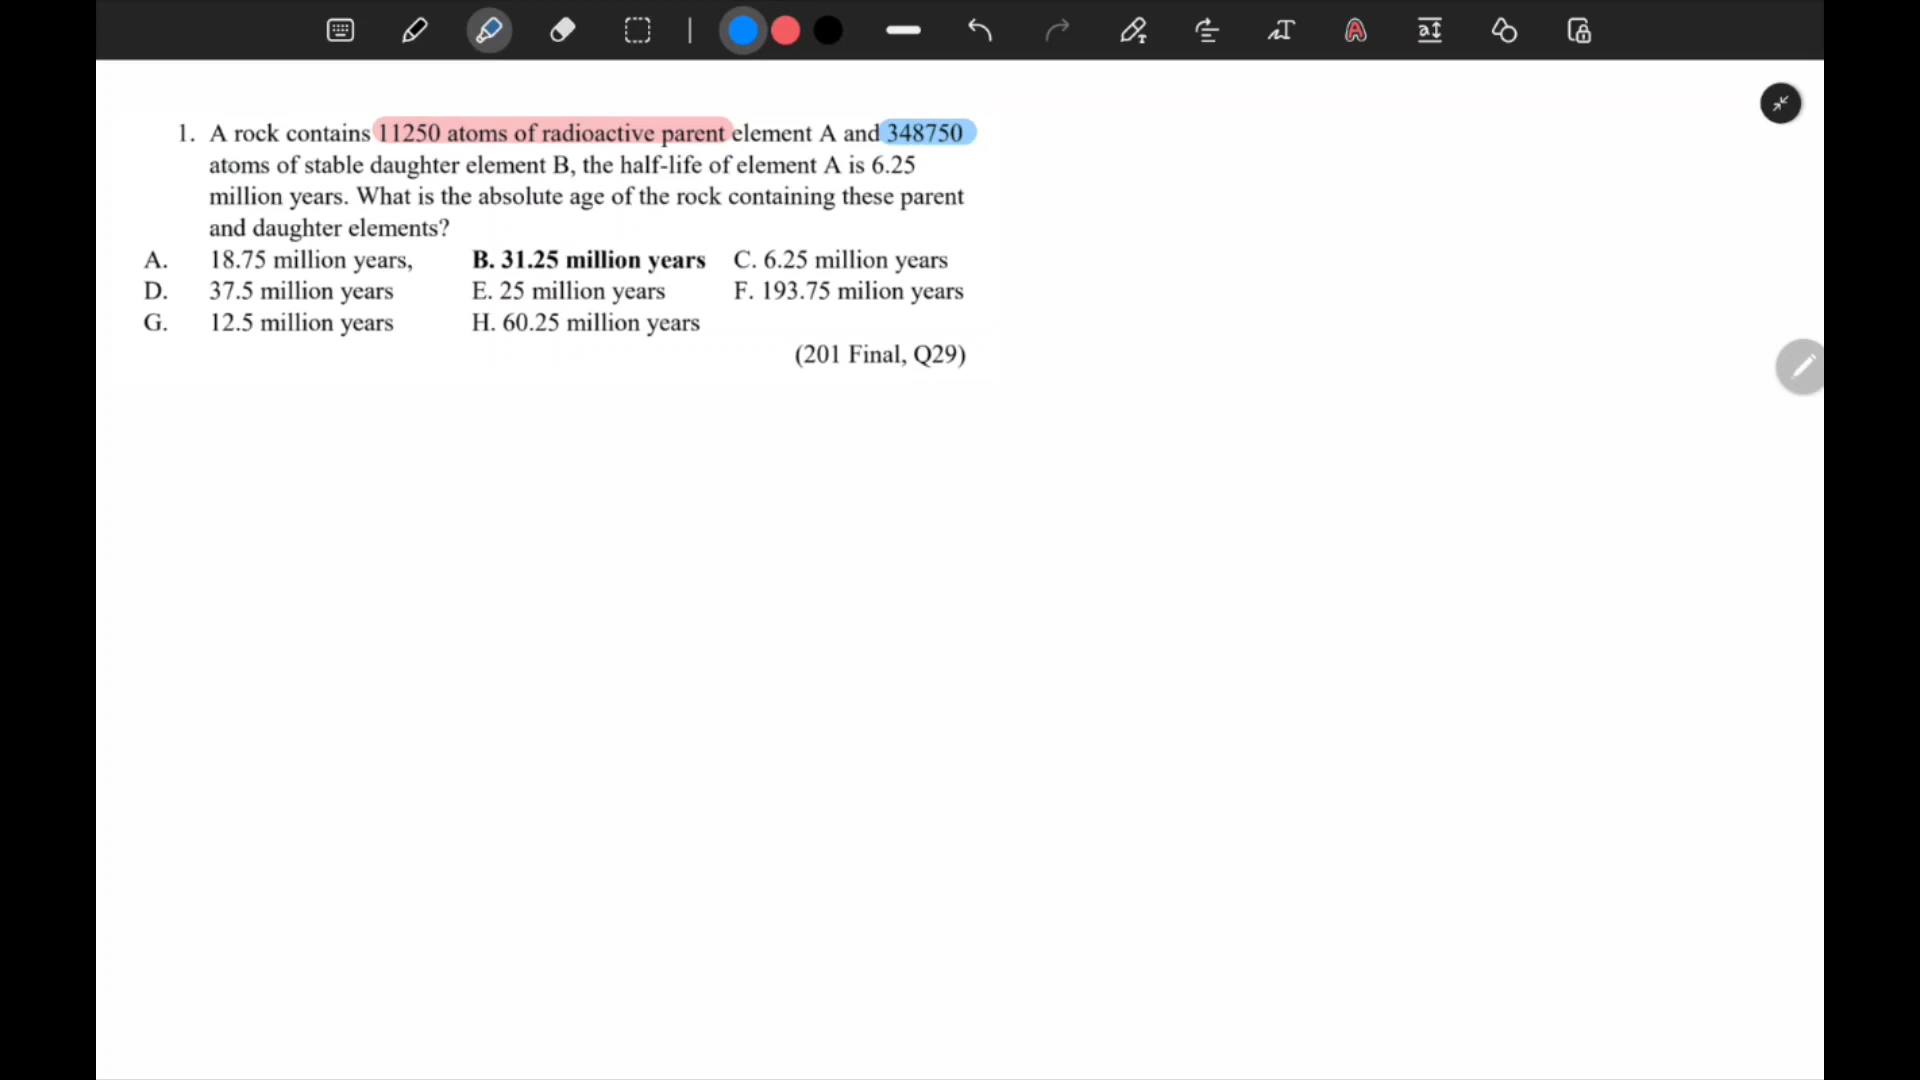 1. A rock contains 11250 atoms of radioactive parent element A and 348750
atoms of stable daughter element B, the half-life of element A is 6.25
million years. What is the absolute age of the rock containing these parent
and daughter elements?
A. 18.75 million years, B. 31.25 million years C. 6.25 million years
D. 37.5 million years E. 25 million years F. 193.75 milion years
G. 12.5 million years H. 60.25 million years
(201 Final, Q29)